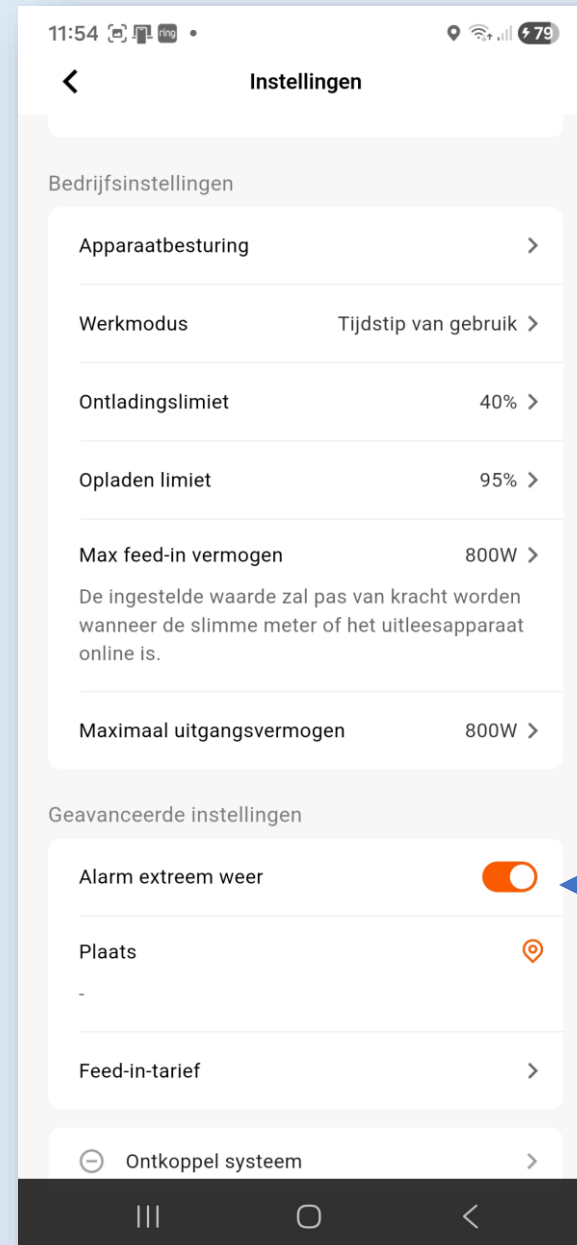 11:54 ring 79
Instellingen
Bedrijfsinstellingen
Apparaatbesturing
Werkmodus Tijdstip van gebruik
Ontladingslimiet 40%
Opladen limiet 95%
Max feed-in vermogen 800W
De ingestelde waarde zal pas van kracht worden
wanneer de slimme meter of het uitleesapparaat
online is.
Maximaal uitgangsvermogen 800W
Geavanceerde instellingen
Alarm extreem weer
Plaats
-
Feed-in-tarief
Ontkoppel systeem